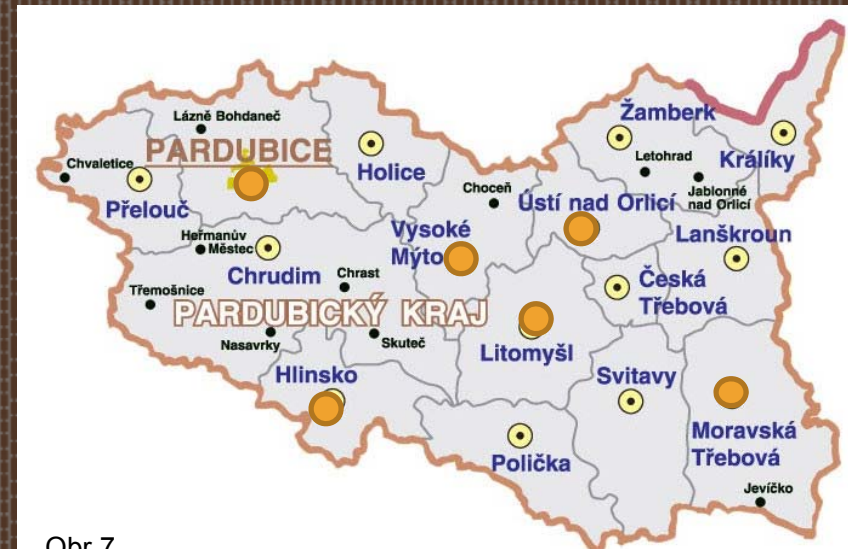 Žamberk
Lázně Bohdaneč
PARDUBICE
Letohrad
Králíky
Chvaletice
Holice
Choceň
Jablonné
nad Orlicí
Přelouč
Ústí nad Orlicí
Heřmanův
Městec
Vysoké
Mýto
Lanškroun
Chrudim
Chrast
Česká
Třebová
Třemošnice
PARDUBICKÝ KRAJ
Nasavrky
Skuteč
Litomyšl
Hlinsko
Svitavy
Moravská
Třebová
Polička
Jevíčko
Obr.7